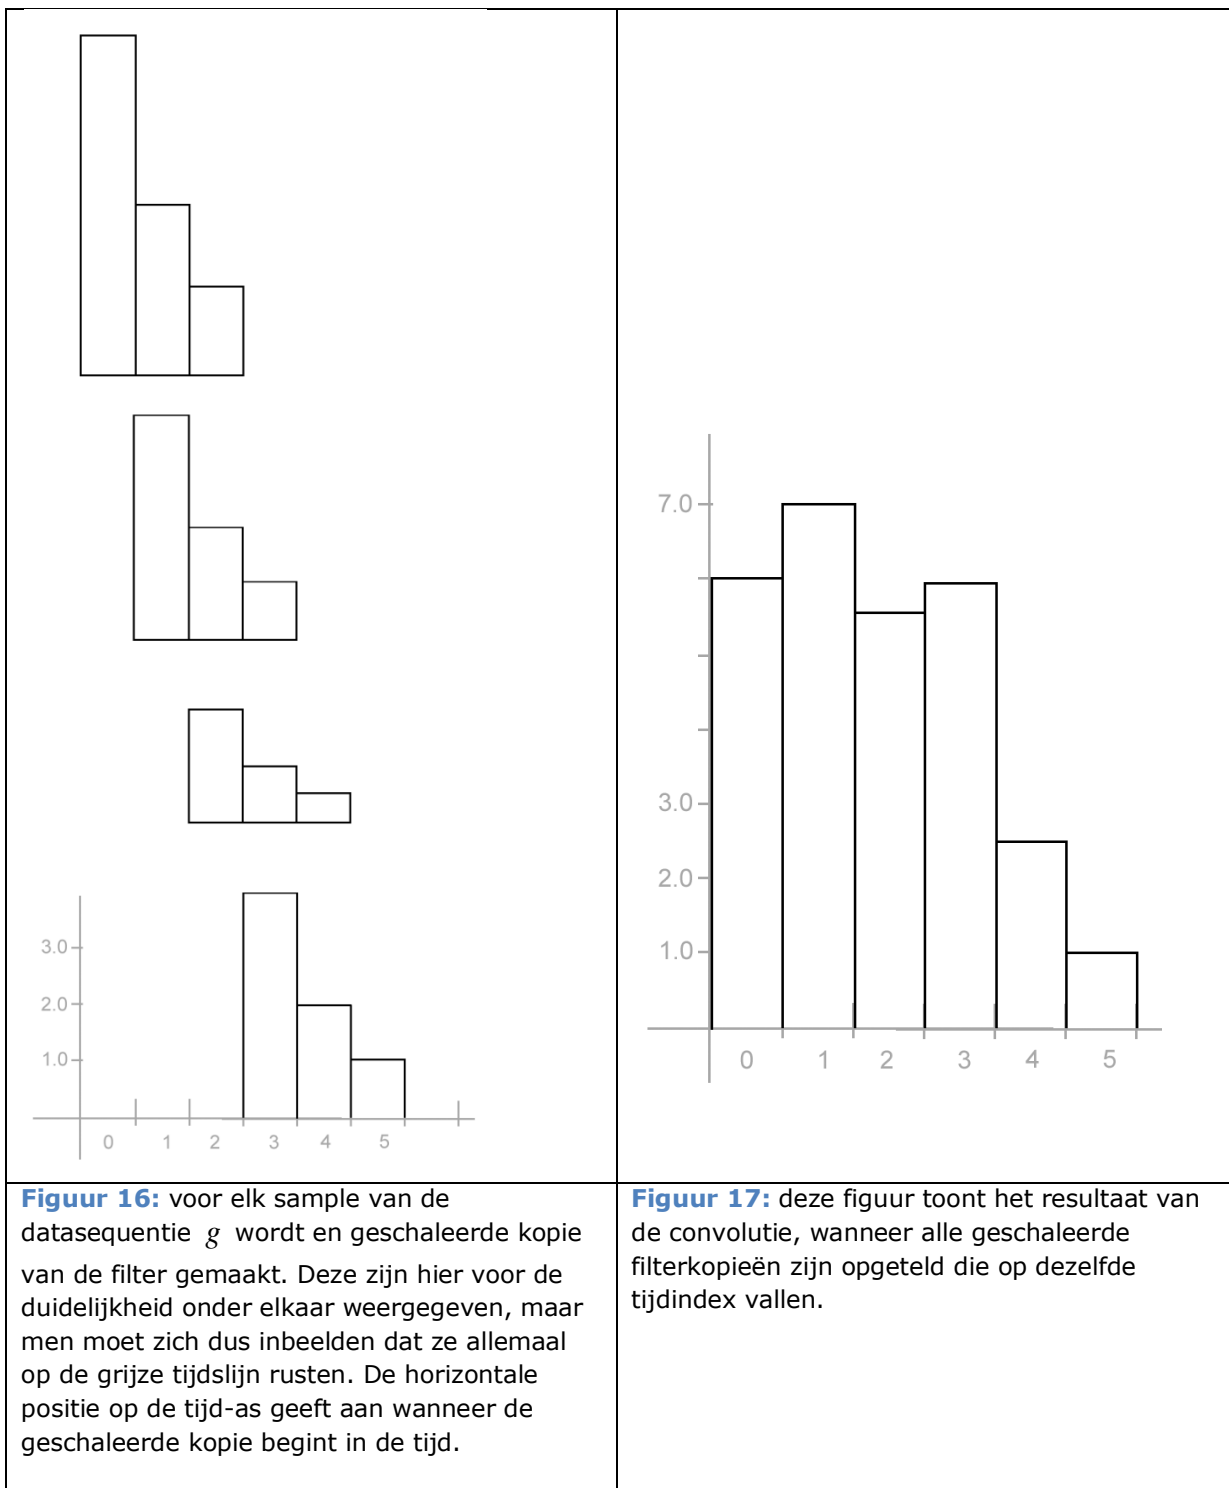 3.0
2.0
1.0
0 1 2 3 4 5
7.0
3.0
2.0
1.0
0 1 2 3 4 5
Figuur 16: voor elk sample van de
datasequentie g wordt en geschaleerde kopie
van de filter gemaakt. Deze zijn hier voor de
duidelijkheid onder elkaar weergegeven, maar
men moet zich dus inbeelden dat ze allemaal
op de grijze tijdslijn rusten. De horizontale
positie op de tijd-as geeft aan wanneer de
geschaleerde kopie begint in de tijd.
Figuur 17: deze figuur toont het resultaat van
de convolutie, wanneer alle geschaleerde
filterkopieën zijn opgeteld die op dezelfde
tijdindex vallen.